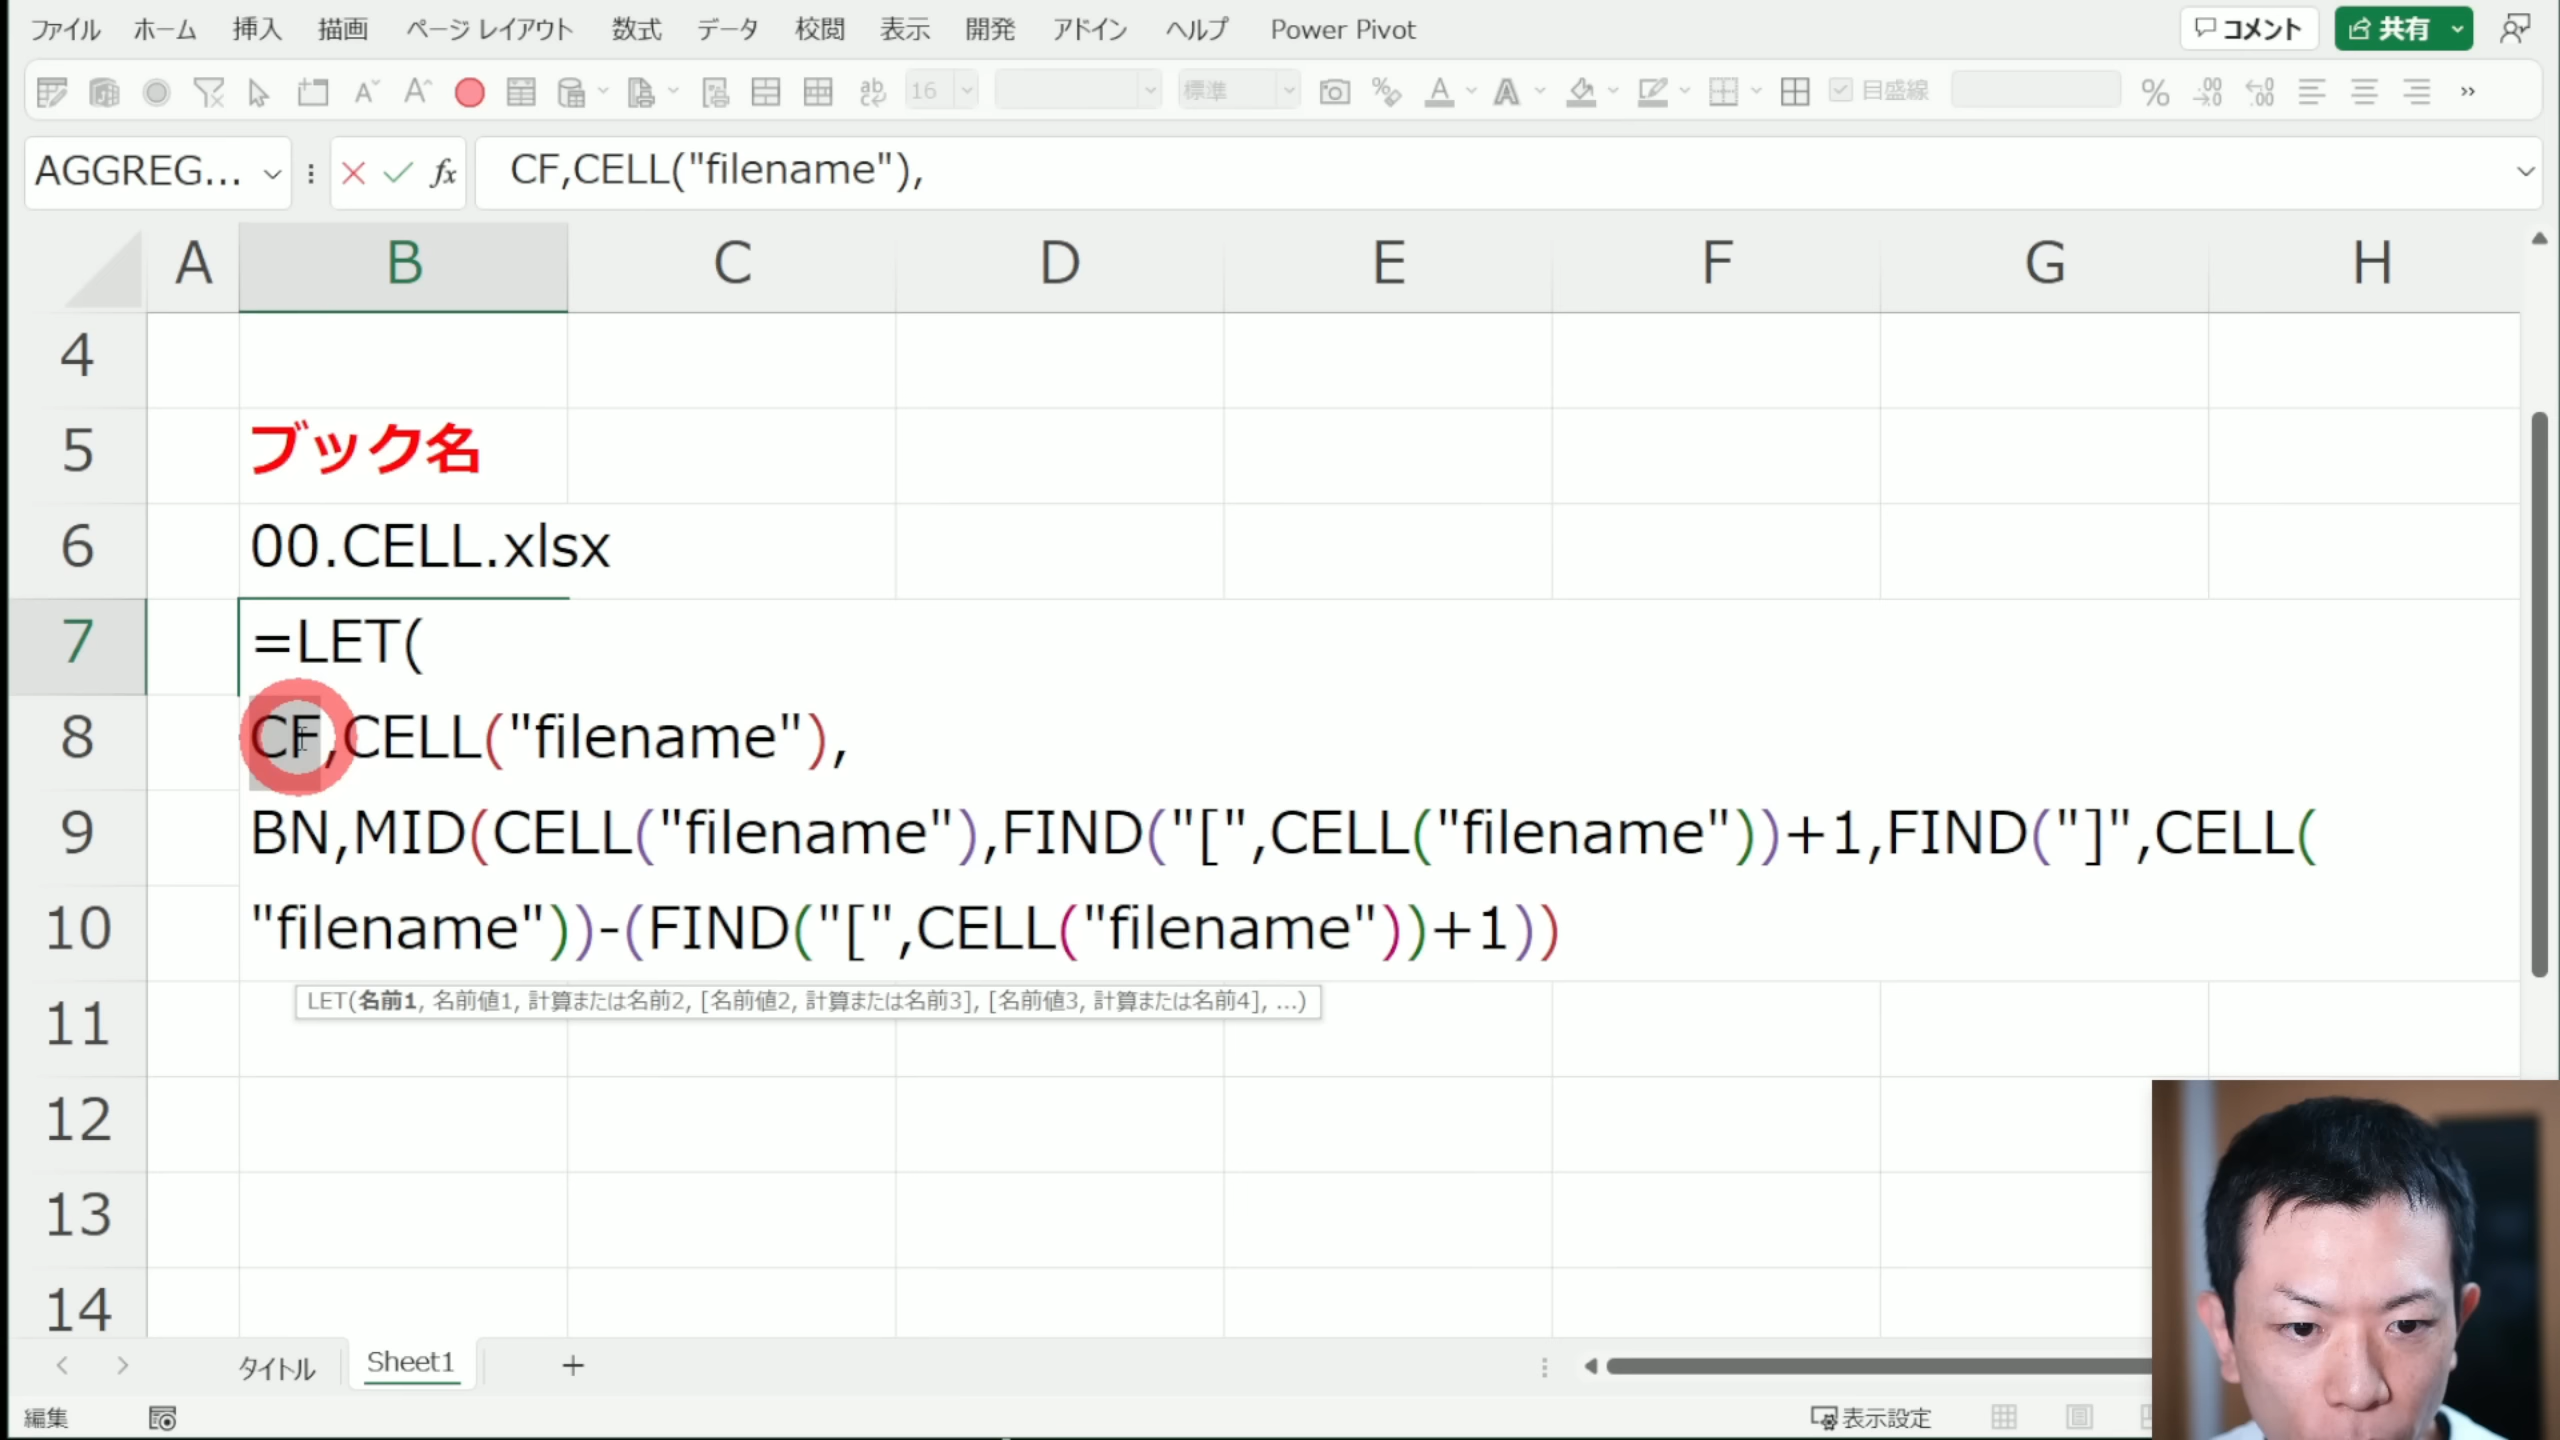 ファイル ホーム 挿入 描画 ページ レイアウト 数式 データ 校閲 表示 開発 アドイン ヘルプ Power Pivot コメント 共有
16 標準 目盛線
AGGREG... fx CF,CELL("filename"),
A B C D E F G H
4
5 ブック名
6 00.CELL.xlsx
7 =LET(
8 CF,CELL("filename"),
9 BN,MID(CELL("filename"),FIND("[",CELL("filename"))+1,FIND("]",CELL(
10 "filename"))-(FIND("[",CELL("filename"))+1))
LET(名前1, 名前値1, 計算または名前2, [名前値2, 計算または名前3], [名前値3, 計算または名前4], ...)
11
12
13
14
タイトル Sheet1
編集 表示設定